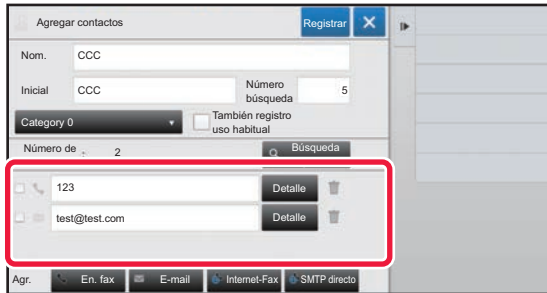 Agregar contactos Registrar
Nom. CCC
Inicial CCC Número búsqueda 5
Category 0 También registro uso habitual
Número de 2 Búsqueda
123 Detalle
test@test.com Detalle
Agr. En. fax E-mail Internet-Fax SMTP directo